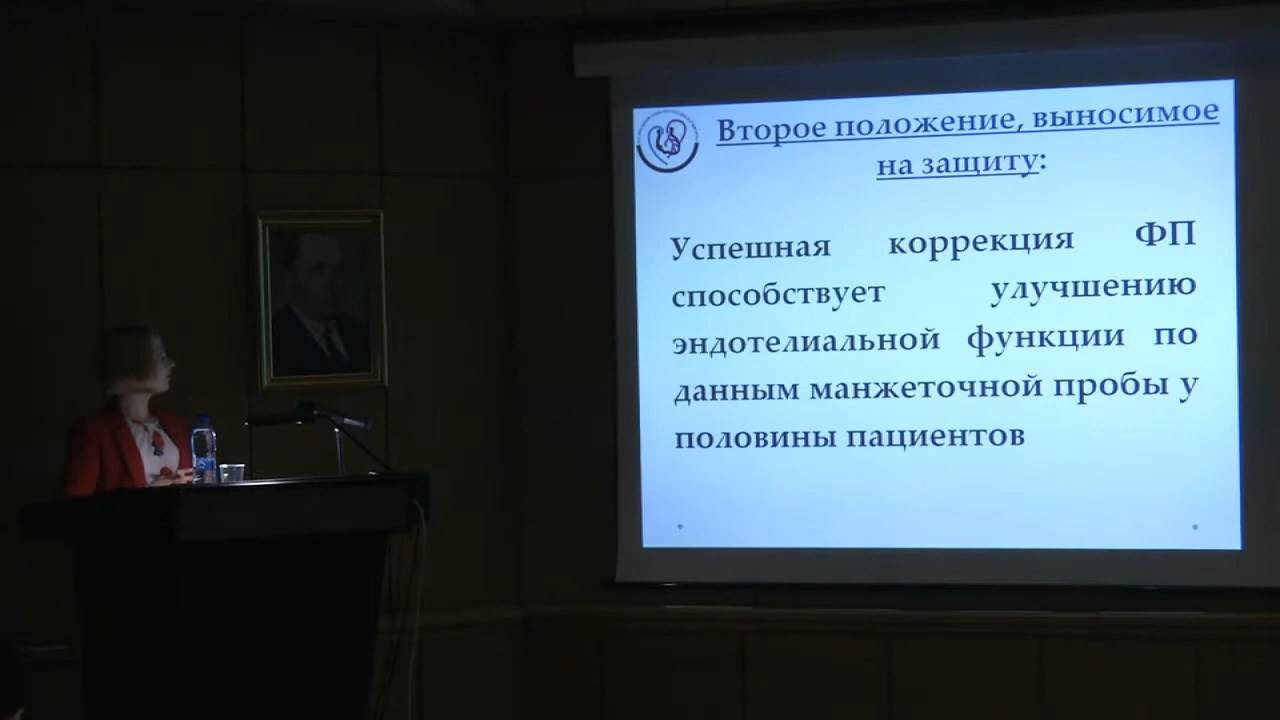 Второе положение, выносимое
на защиту:
Успешная коррекция ФП
способствует улучшению
эндотелиальной функции по
данным манжеточной пробы у
половины пациентов